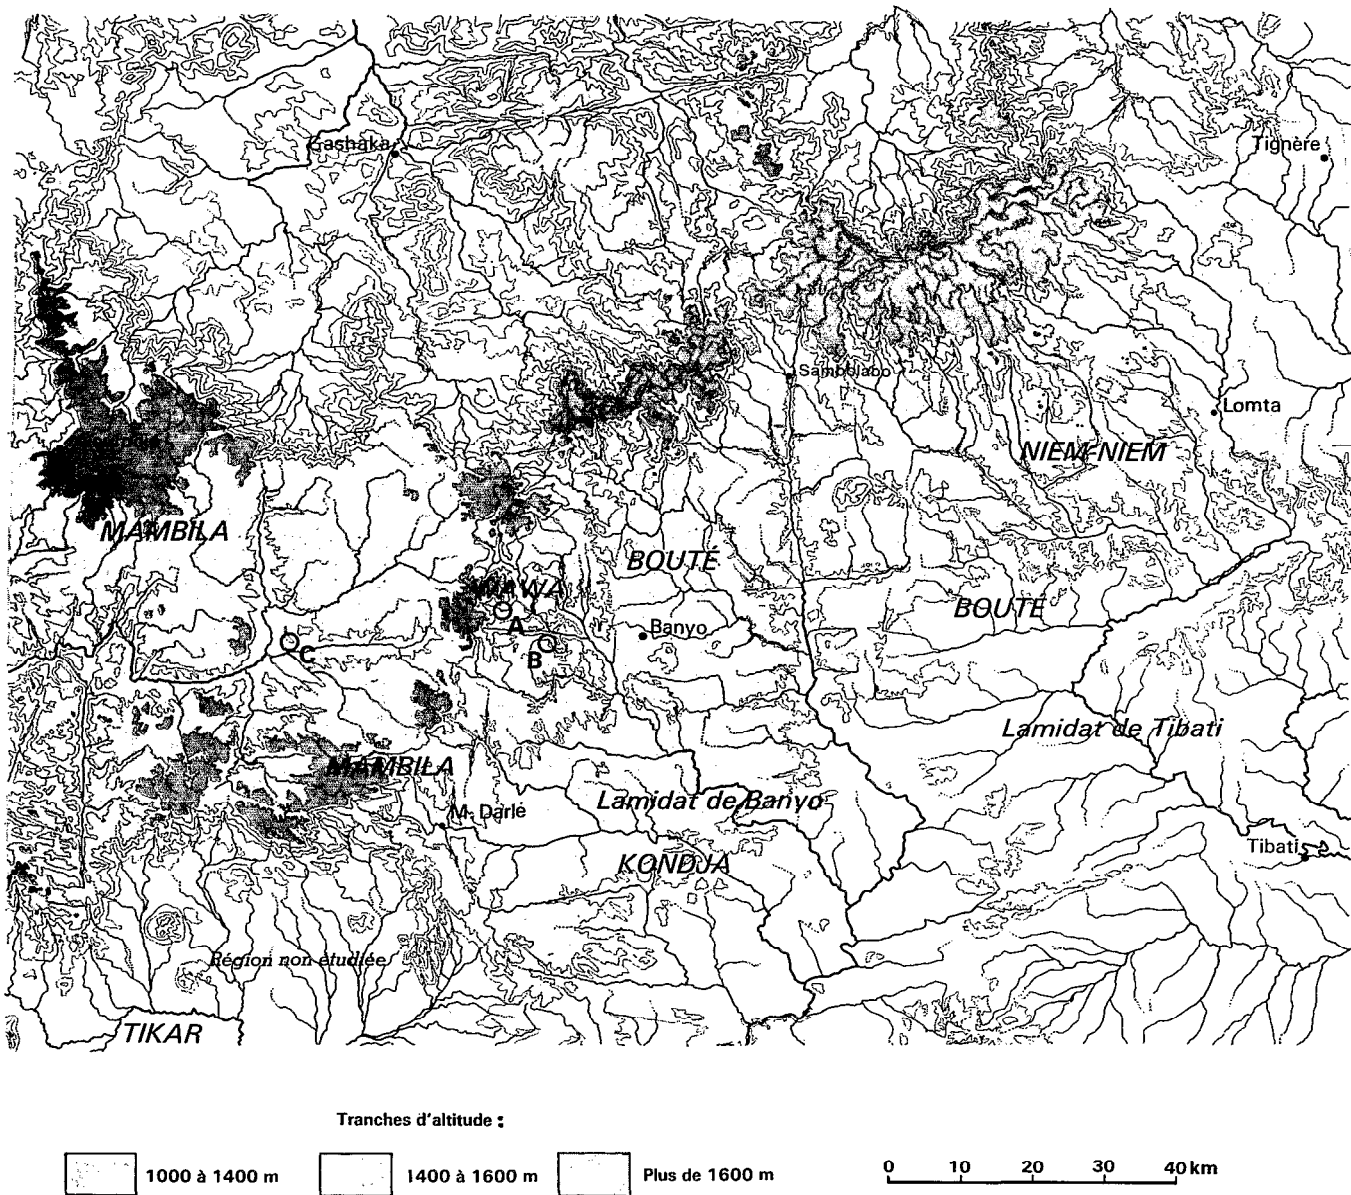 Gashaka
Tignère
Sambolabo
Lomta
NIEM-NIEM
MAMBILA
BOUTÉ
WAWA
BOUTÉ
A
Banyo
C
B
Lamidat de Tibati
MAMBILA
Lamidat de Banyo
M- Darlé
Tibati
KONDJA
Région non étudiée
TIKAR
Tranches d'altitude :
1000 à 1400 m
1400 à 1600 m
Plus de 1600 m
0 10 20 30 40 km